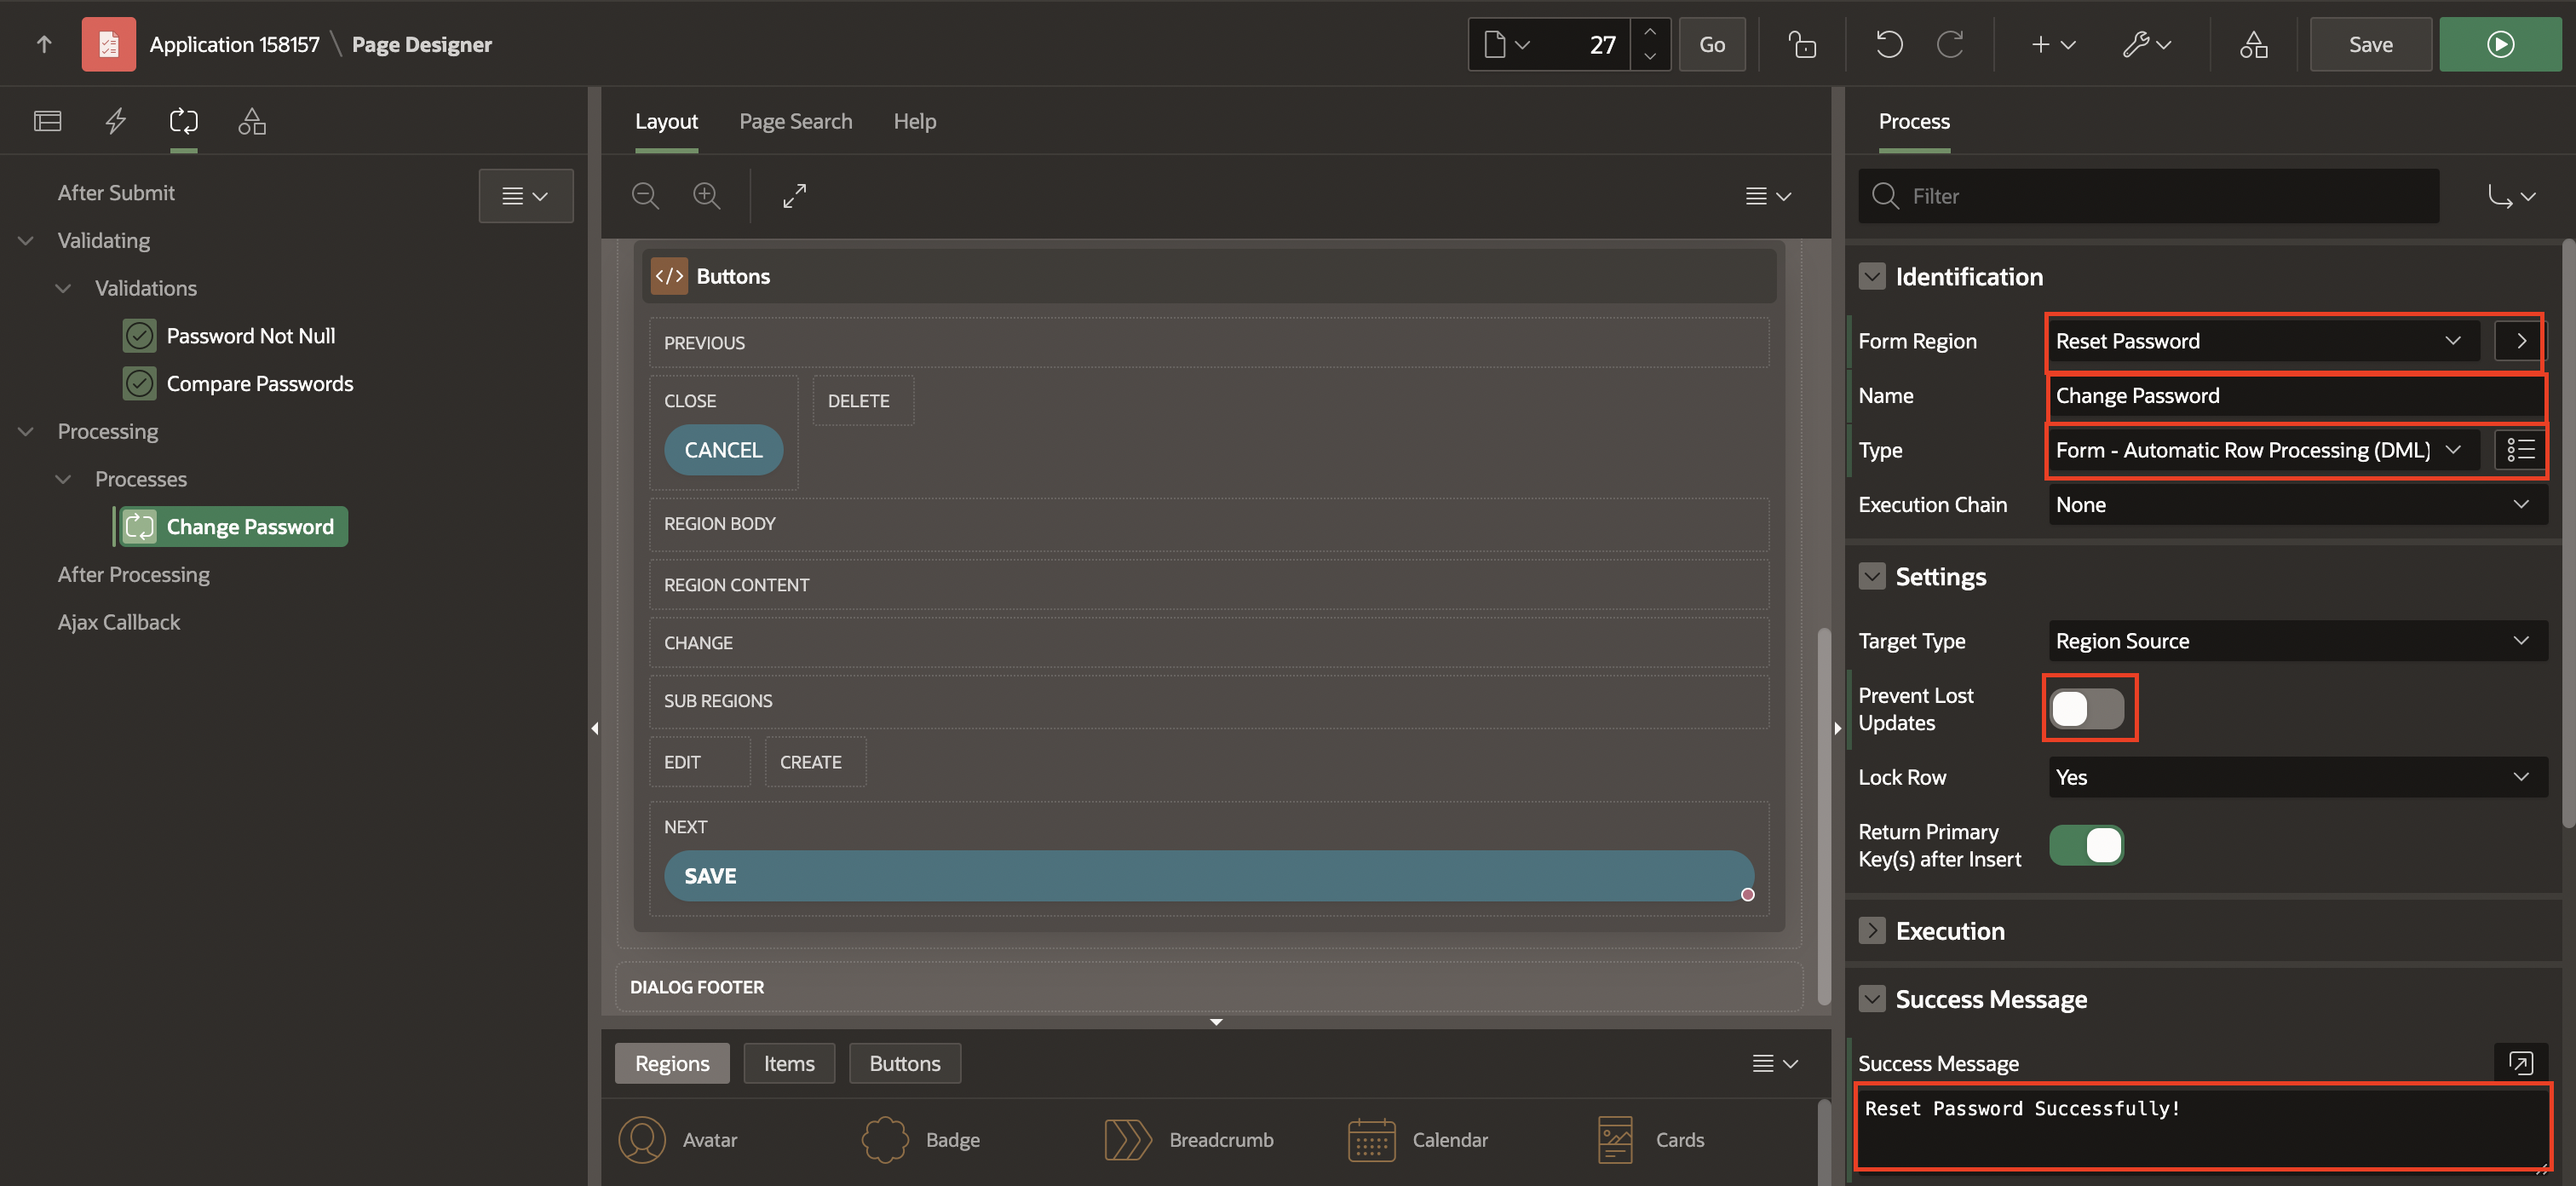 Application 158157 \ Page Designer
27
Go
Save
Layout
Page Search
Help
Process
After Submit
Validating
Validations
Password Not Null
Compare Passwords
Processing
Processes
Change Password
After Processing
Ajax Callback
</> Buttons
PREVIOUS
CLOSE
DELETE
CANCEL
REGION BODY
REGION CONTENT
CHANGE
SUB REGIONS
EDIT
CREATE
NEXT
SAVE
DIALOG FOOTER
Regions
Items
Buttons
Avatar
Badge
Breadcrumb
Calendar
Cards
Filter
Identification
Form Region
Reset Password
Name
Change Password
Type
Form - Automatic Row Processing (DML)
Execution Chain
None
Settings
Target Type
Region Source
Prevent Lost
Updates
Lock Row
Yes
Return Primary
Key(s) after Insert
Execution
Success Message
Success Message
Reset Password Successfully!